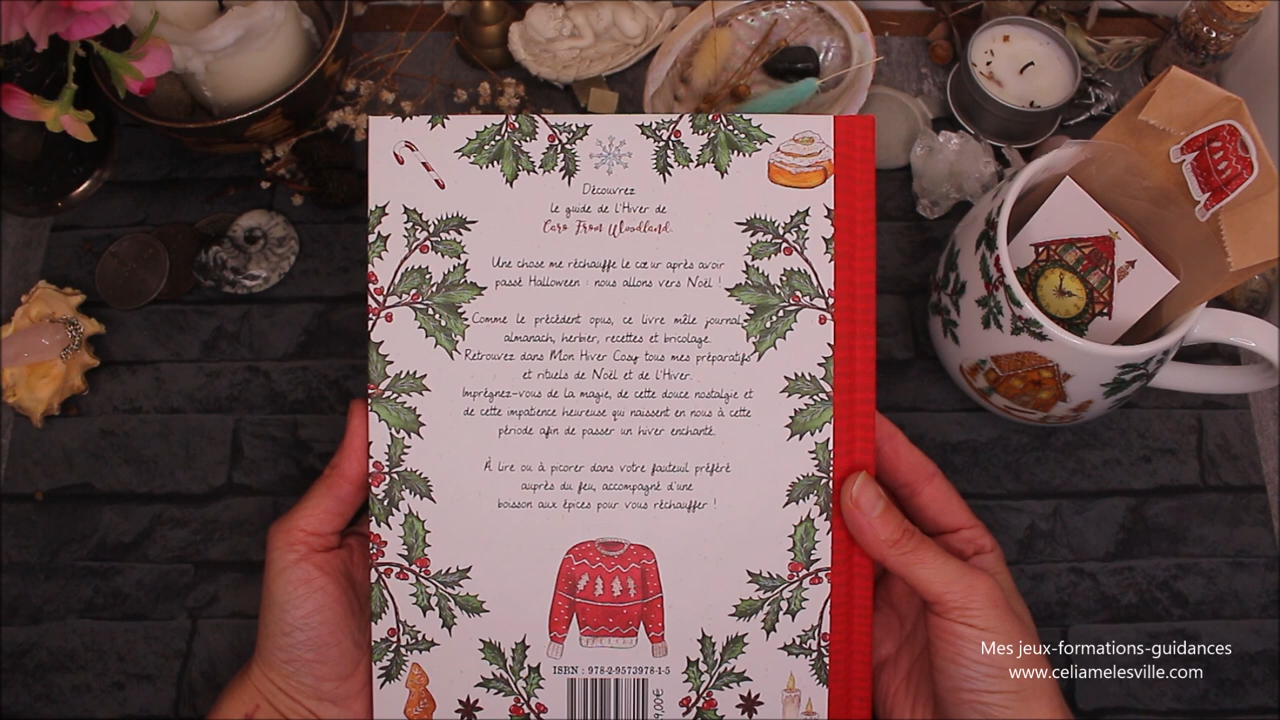 Découvrez
le guide de l'Hiver de
Caro From Woodland.
Une chose me réchauffe le cœur après avoir
passé Halloween : nous allons vers Noël !
Comme le précédent opus, ce livre mêle journal,
almanach, herbier, recettes et bricolage.
Retrouvez dans Mon Hiver Cosy tous mes préparatifs
et rituels de Noël et de l'Hiver.
Imprégnez-vous de la magie, de cette douce nostalgie et
de cette impatience heureuse qui naissent en nous à cette
période afin de passer un hiver enchanté.
À lire ou à picorer dans votre fauteuil préféré
auprès du feu, accompagné d'une
boisson aux épices pour vous réchauffer !
ISBN : 978-2-9573978-1-5
9,00€
Mes jeux-formations-guidances
www.celiamelesville.com